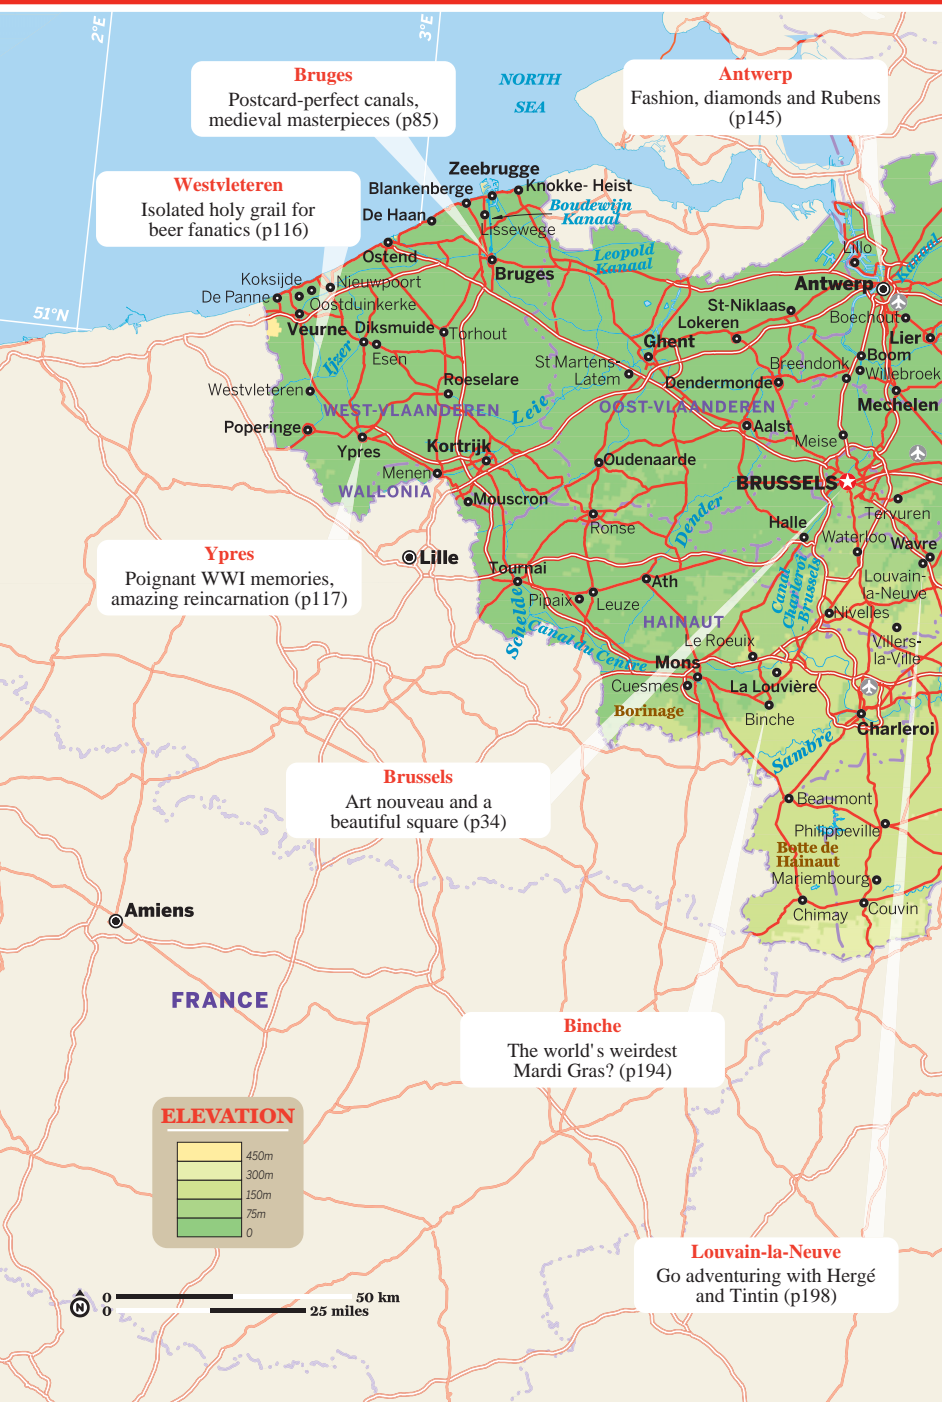 2°E
3°E
NORTH
SEA
Bruges
Postcard-perfect canals,
medieval masterpieces (p85)
Antwerp
Fashion, diamonds and Rubens
(p145)
Westvleteren
Isolated holy grail for
beer fanatics (p116)
Zeebrugge
Blankenberge
Knokke- Heist
De Haan
Boudewijn
Kanaal
Lissewege
Ostend
Leopold
Kanaal
Lillo
Kanaal
Bruges
Koksijde
Nieuwpoort
De Panne
Oostduinkerke
Antwerp
51°N
Veurne
Diksmuide
Torhout
St-Niklaas
Boechout
Lokeren
Ghent
Lier
Ijzer
Esen
St Martens-
Latem
Breendonk
Boom
Willebroek
Westvleteren
Roeselare
Dendermonde
Mechelen
WEST-VLAANDEREN
Leie
OOST-VLAANDEREN
Poperinge
Ypres
Kortrijk
Aalst
Meise
Menen
Oudenaarde
BRUSSELS
WALLONIA
Mouscron
Ronse
Dender
Tervuren
Halle
Waterloo
Wavre
Ypres
Poignant WWI memories,
amazing reincarnation (p117)
Lille
Tournai
Ath
Canal
Charleroi
-Brussels
Louvain-
la-Neuve
Pipaix
Leuze
Nivelles
Schelde
Canal du Centre
HAINAUT
Le Roeulx
Villers-
la-Ville
Mons
Cuesmes
La Louvière
Borinage
Binche
Charleroi
Sambre
Brussels
Art nouveau and a
beautiful square (p34)
Beaumont
Philippeville
Botte de
Hainaut
Mariembourg
Chimay
Couvin
Amiens
FRANCE
Binche
The world's weirdest
Mardi Gras? (p194)
ELEVATION
450m
300m
150m
75m
0
Louvain-la-Neuve
Go adventuring with Hergé
and Tintin (p198)
N
0 50 km
0 25 miles